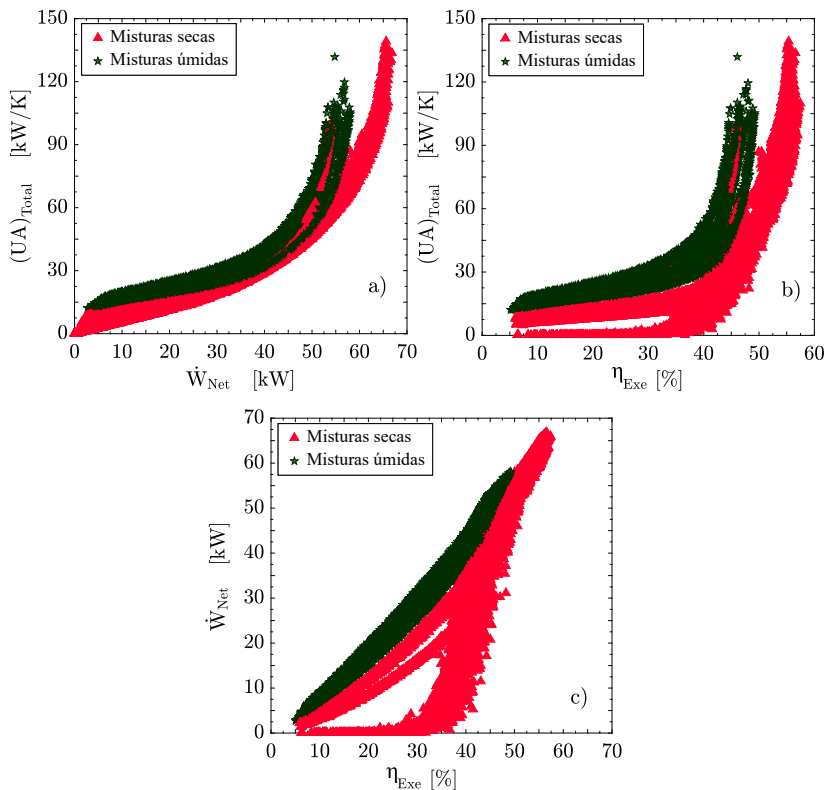 Misturas secas
Misturas úmidas
150
120
90
60
30
0
(UA)Total [kW/K]
0 10 20 30 40 50 60 70
ẆNet [kW]
a)
Misturas secas
Misturas úmidas
150
120
90
60
30
0
(UA)Total [kW/K]
0 10 20 30 40 50 60
ηExe [%]
b)
Misturas secas
Misturas úmidas
70
60
50
40
30
20
10
0
ẆNet [kW]
0 10 20 30 40 50 60 70
ηExe [%]
c)